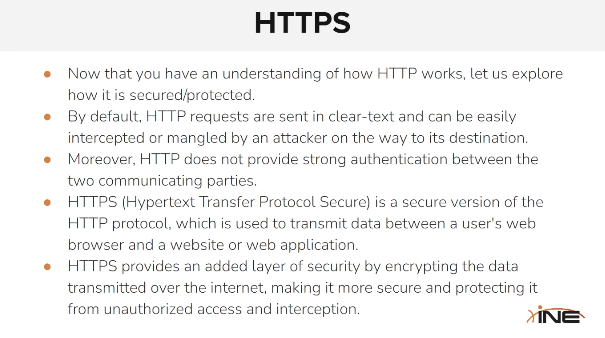 HTTPS
● Now that you have an understanding of how HTTP works, let us explore
how it is secured/protected.
● By default, HTTP requests are sent in clear-text and can be easily
intercepted or mangled by an attacker on the way to its destination.
● Moreover, HTTP does not provide strong authentication between the
two communicating parties.
● HTTPS (Hypertext Transfer Protocol Secure) is a secure version of the
HTTP protocol, which is used to transmit data between a user's web
browser and a website or web application.
● HTTPS provides an added layer of security by encrypting the data
transmitted over the internet, making it more secure and protecting it
from unauthorized access and interception.
INE